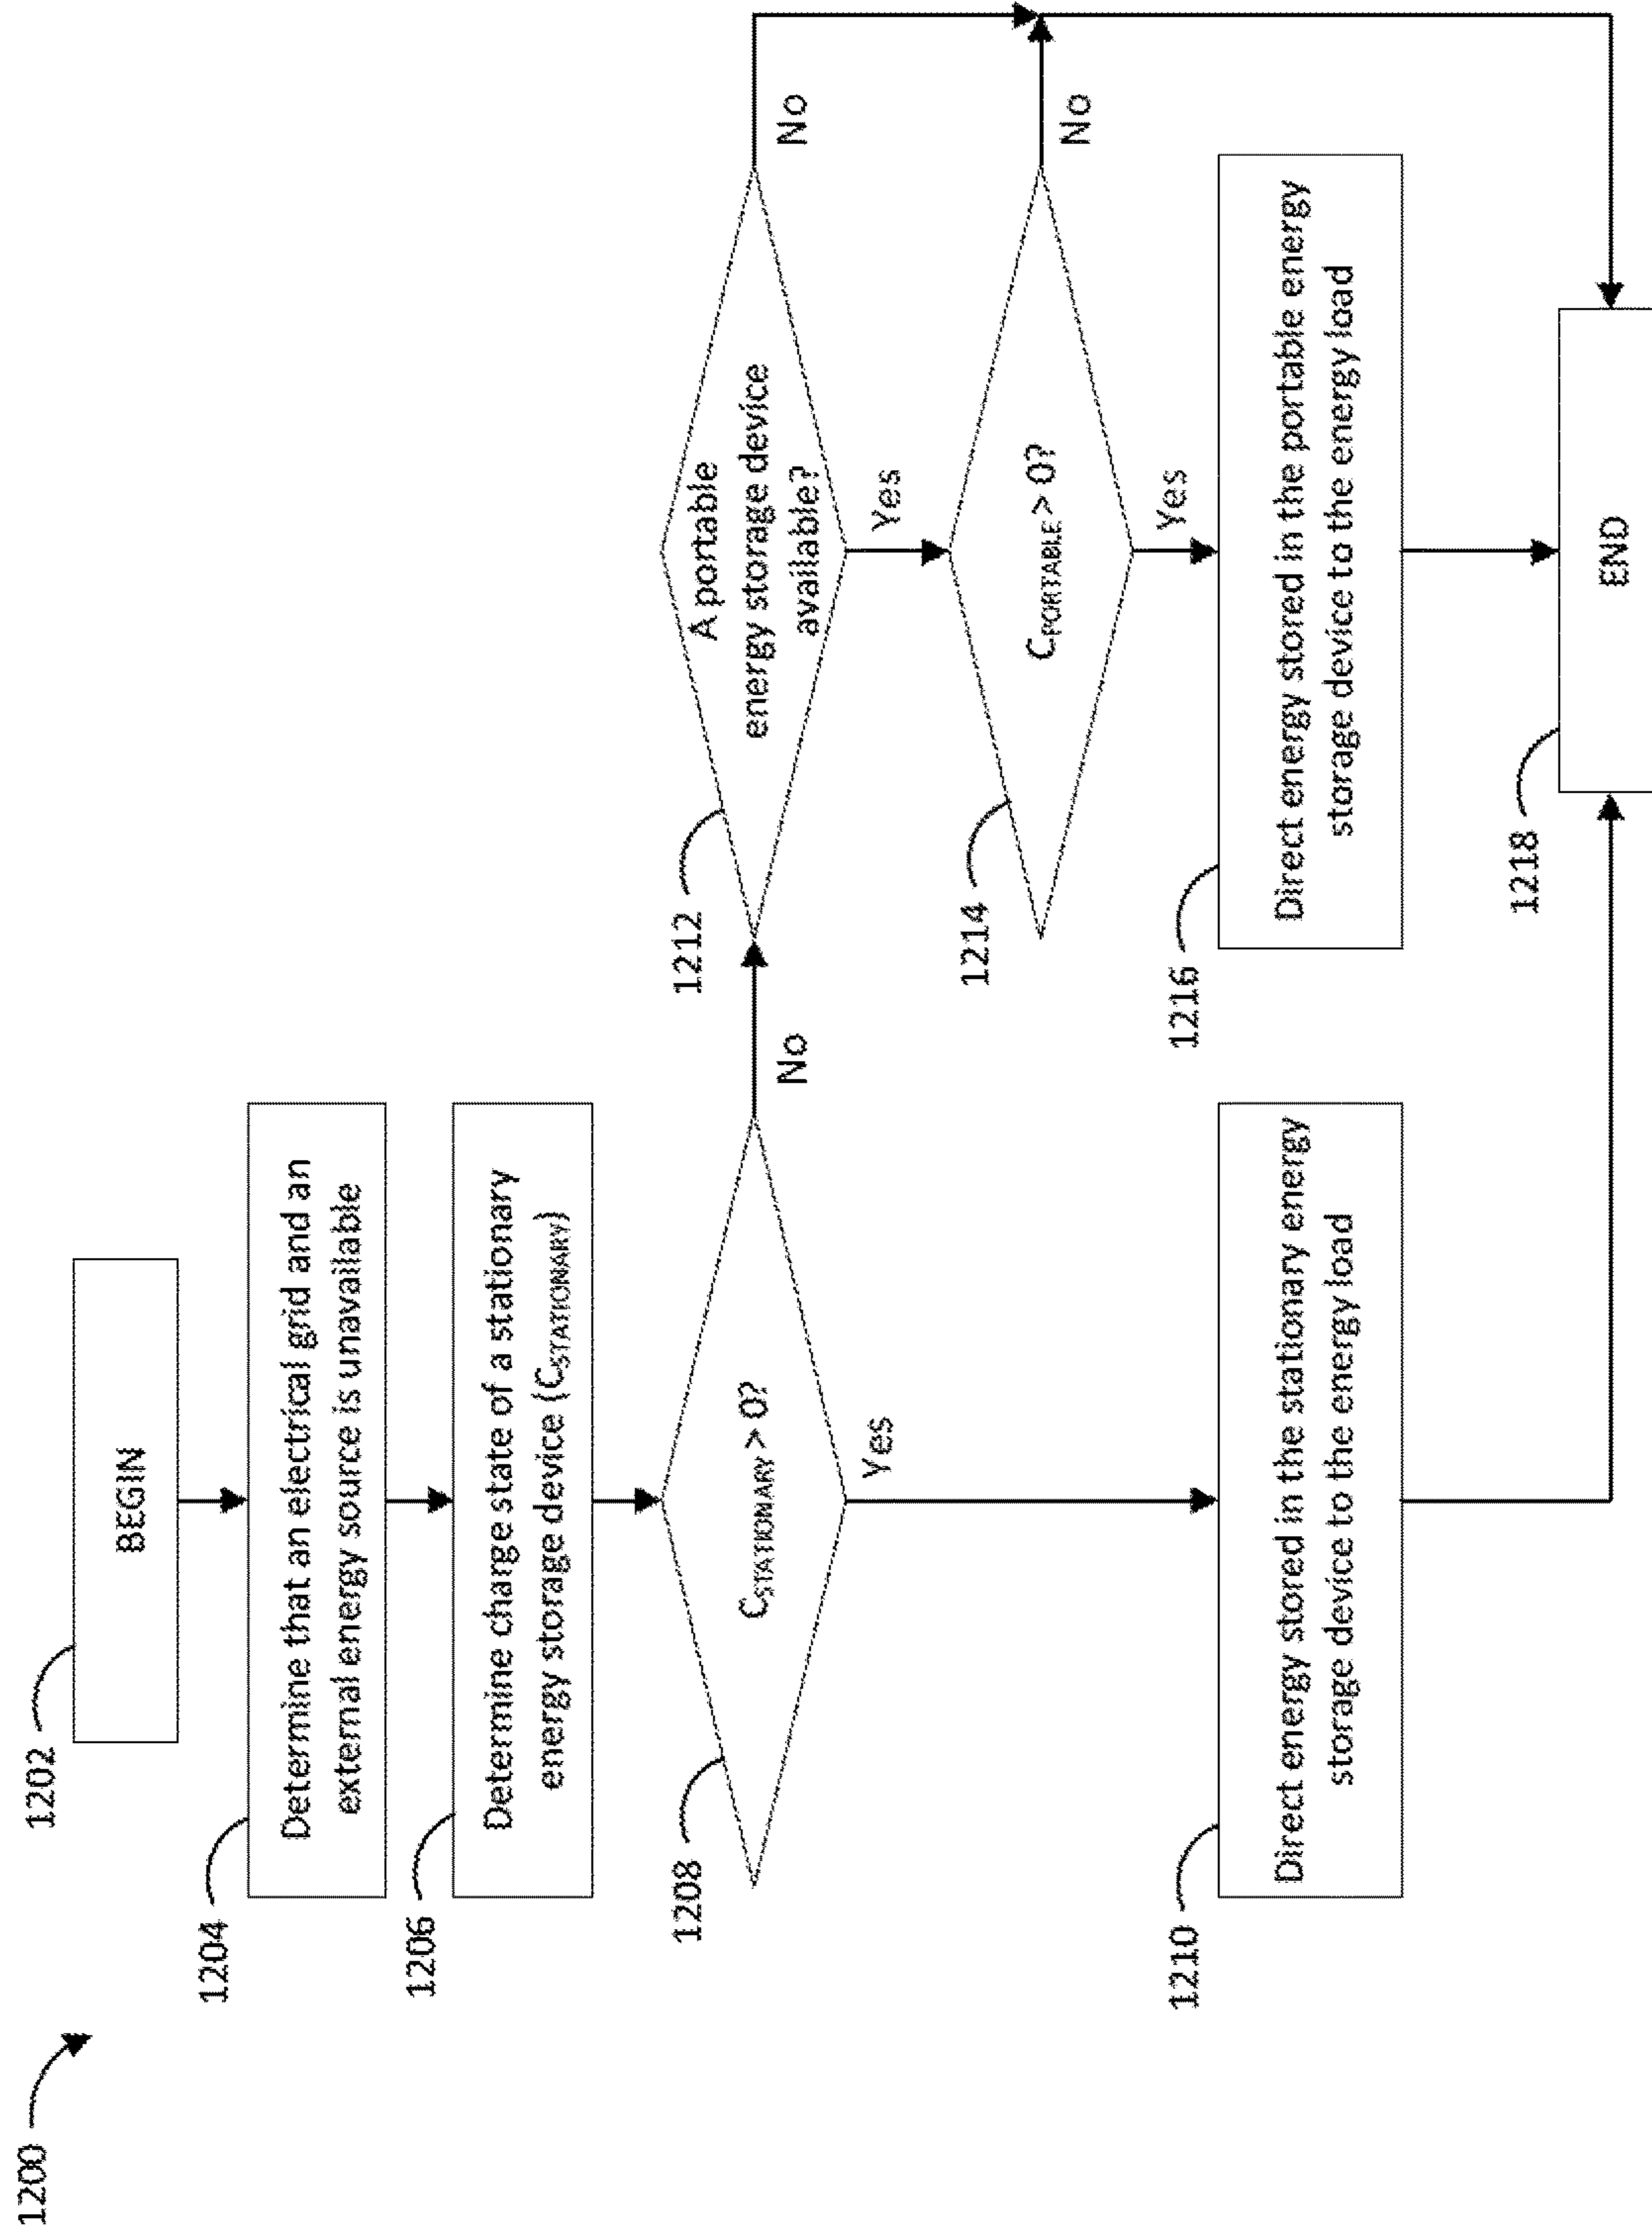 1200
1202
BEGIN
1204
Determine that an electrical grid and an
external energy source is unavailable
1206
Determine charge state of a stationary
energy storage device (CSTATIONARY)
1208
CSTATIONARY > 0?
No
Yes
1212
A portable
energy storage device
available?
No
Yes
1214
CPORTABLE > 0?
No
Yes
1210
Direct energy stored in the stationary energy
storage device to the energy load
1216
Direct energy stored in the portable energy
storage device to the energy load
1218
END